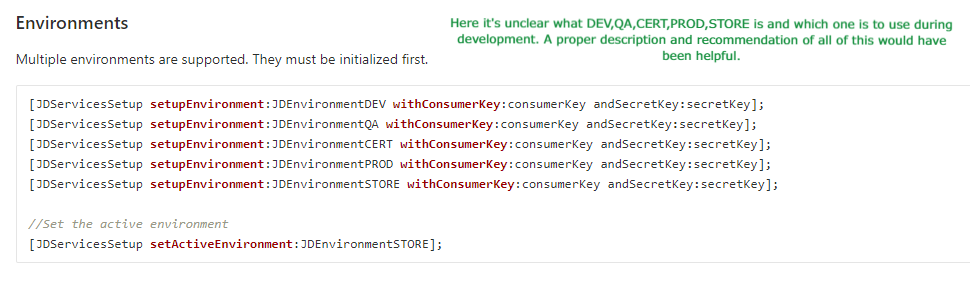 Environments
Here it's unclear what DEV,QA,CERT,PROD,STORE is and which one is to use during
development. A proper description and recommendation of all of this would have
been helpful.
Multiple environments are supported. They must be initialized first.
[JDServicesSetup setupEnvironment:JDEnvironmentDEV withConsumerKey:consumerKey andSecretKey:secretKey];
[JDServicesSetup setupEnvironment:JDEnvironmentQA withConsumerKey:consumerKey andSecretKey:secretKey];
[JDServicesSetup setupEnvironment:JDEnvironmentCERT withConsumerKey:consumerKey andSecretKey:secretKey];
[JDServicesSetup setupEnvironment:JDEnvironmentPROD withConsumerKey:consumerKey andSecretKey:secretKey];
[JDServicesSetup setupEnvironment:JDEnvironmentSTORE withConsumerKey:consumerKey andSecretKey:secretKey];
//Set the active environment
[JDServicesSetup setActiveEnvironment:JDEnvironmentSTORE];